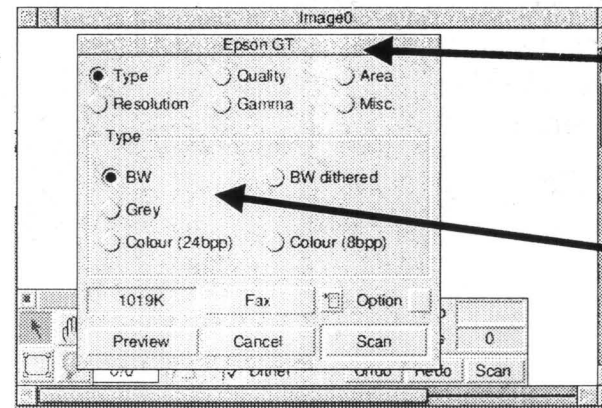 Image0
Epson GT
Type Quality Area
Resolution Gamma Misc.
Type
BW BW dithered
Grey
Colour (24bpp) Colour (8bpp)
1019K Fax Option
Preview Cancel Scan
0
Dither Undo Redo Scan